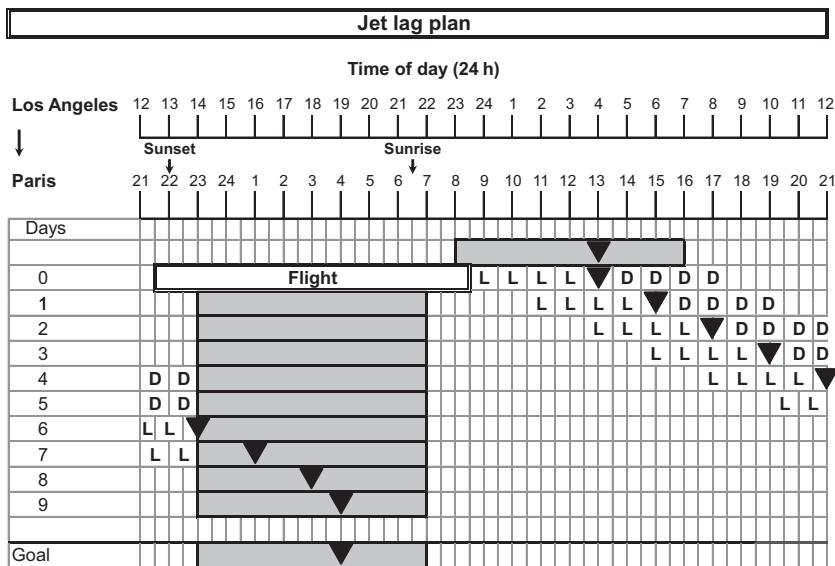 Jet lag plan
Time of day (24 h)
Los Angeles 12 13 14 15 16 17 18 19 20 21 22 23 24 1 2 3 4 5 6 7 8 9 10 11 12
Sunset Sunrise
Paris 21 22 23 24 1 2 3 4 5 6 7 8 9 10 11 12 13 14 15 16 17 18 19 20 21
Days
0 Flight L L L L D D D D
1 L L L L D D D D
2 L L L L D D D D
3 L L L L D D
4 D D L L L L
5 D D L L
6 L L
7 L L
8
9
Goal